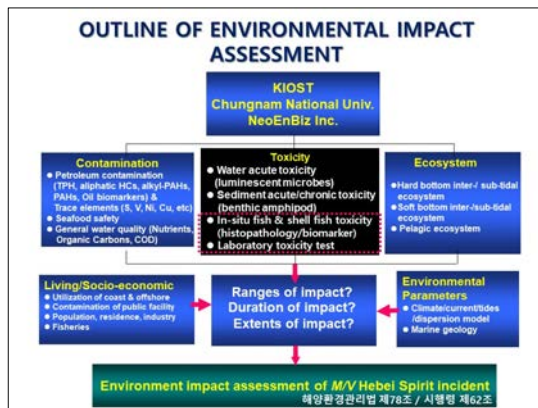 OUTLINE OF ENVIRONMENTAL IMPACT
ASSESSMENT
KIOST
Chungnam National Univ.
NeoEnBiz Inc.
Contamination
● Petroleum contamination
(TPH, aliphatic HCs, alkyl-PAHs,
PAHs, Oil biomarkers) &
Trace elements (S, V, Ni, Cu, etc)
● Seafood safety
● General water quality (Nutrients,
Organic Carbons, COD)
Toxicity
● Water acute toxicity
(luminescent microbes)
● Sediment acute/chronic toxicity
(benthic amphipod)
● In-situ fish & shell fish toxicity
(histopathology/biomarker)
● Laboratory toxicity test
Ecosystem
● Hard bottom inter-/ sub-tidal
ecosystem
● Soft bottom inter-/sub-tidal
ecosystem
● Pelagic ecosystem
Living/Socio-economic
● Utilization of coast & offshore
● Contamination of public facility
● Population, residence, industry
● Fisheries
Ranges of impact?
Duration of impact?
Extents of impact?
Environmental
Parameters
● Climate/current/tides
/dispersion model
● Marine geology
Environment impact assessment of M/V Hebei Spirit incident
해양환경관리법 제78조 / 시행령 제62조